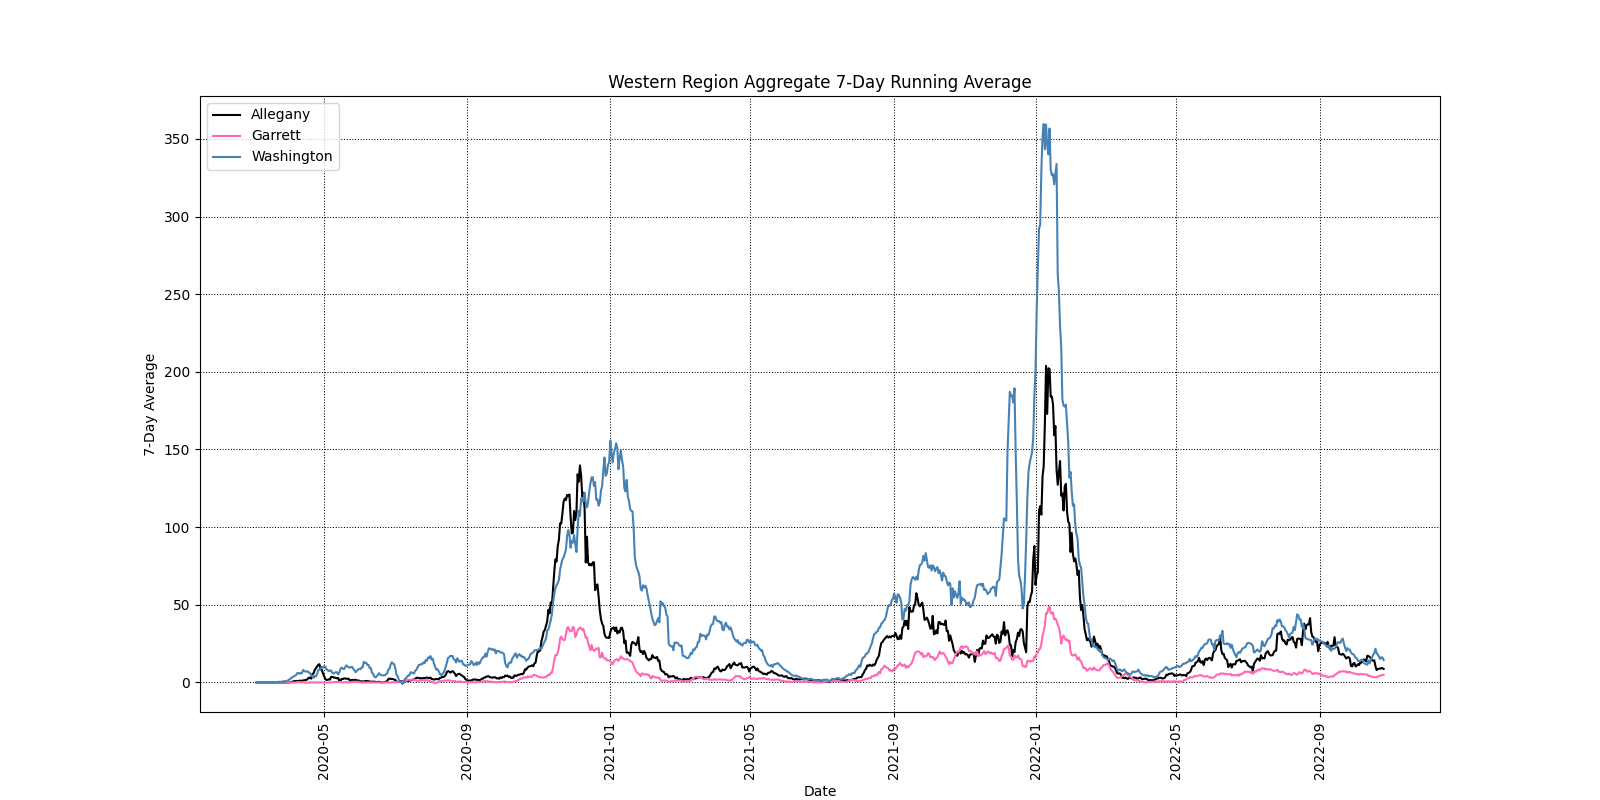 Western Region Aggregate 7-Day Running Average
Allegany
Garrett
Washington
350
300
250
200
150
100
50
0
7-Day Average
2020-05
2020-09
2021-01
2021-05
2021-09
2022-01
2022-05
2022-09
Date